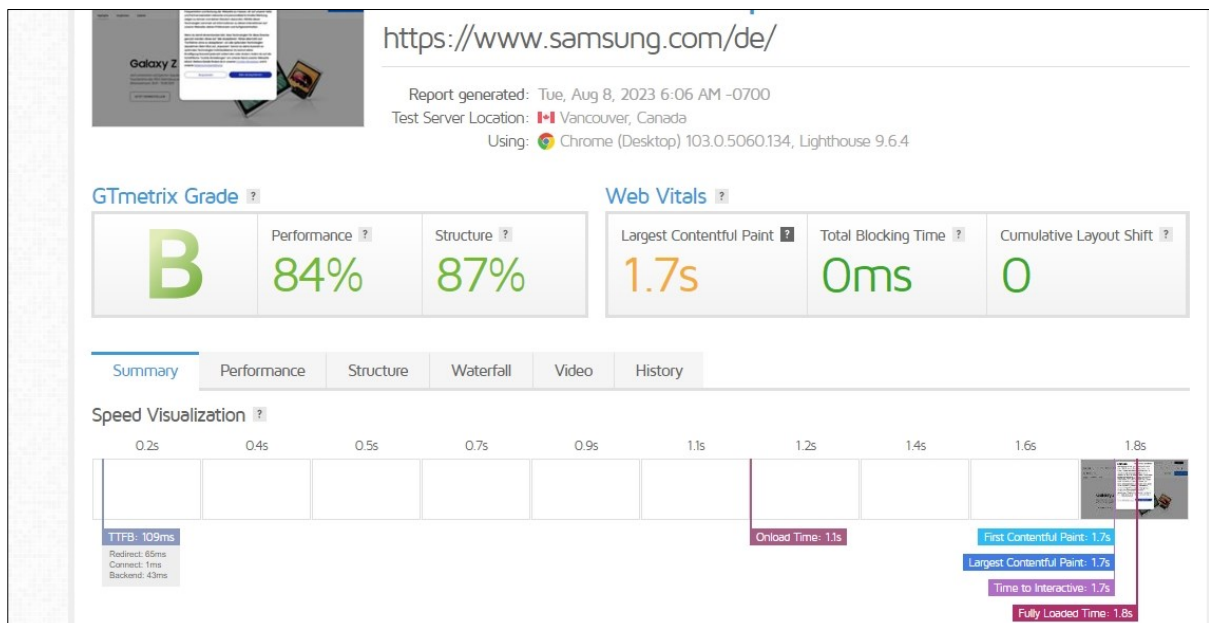 Galaxy Z
https://www.samsung.com/de/
Report generated: Tue, Aug 8, 2023 6:06 AM -0700
Test Server Location: Vancouver, Canada
Using: Chrome (Desktop) 103.0.5060.134, Lighthouse 9.6.4
GTmetrix Grade ?
Web Vitals ?
B
Performance ?
84%
Structure ?
87%
Largest Contentful Paint ?
1.7s
Total Blocking Time ?
0ms
Cumulative Layout Shift ?
0
Summary Performance Structure Waterfall Video History
Speed Visualization ?
0.2s 0.4s 0.5s 0.7s 0.9s 1.1s 1.2s 1.4s 1.6s 1.8s
TTFB: 109ms
Redirect: 65ms
Connect: 1ms
Backend: 43ms
Onload Time: 1.1s
First Contentful Paint: 1.7s
Largest Contentful Paint: 1.7s
Time to Interactive: 1.7s
Fully Loaded Time: 1.8s